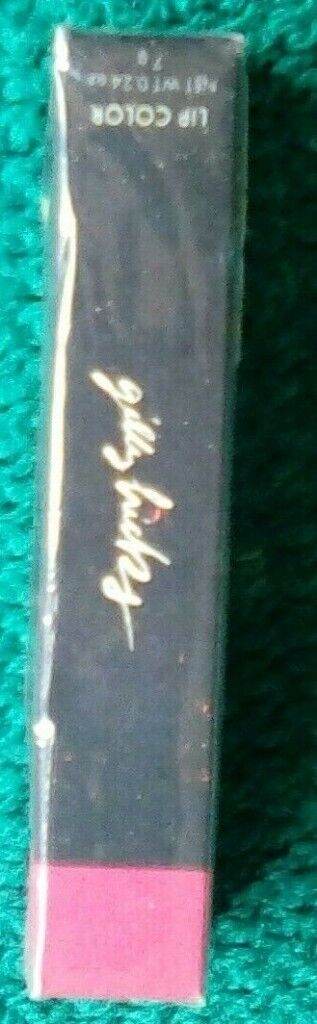 LIP COLOR
NET WT 0.24 oz
7 g
gilly hicks